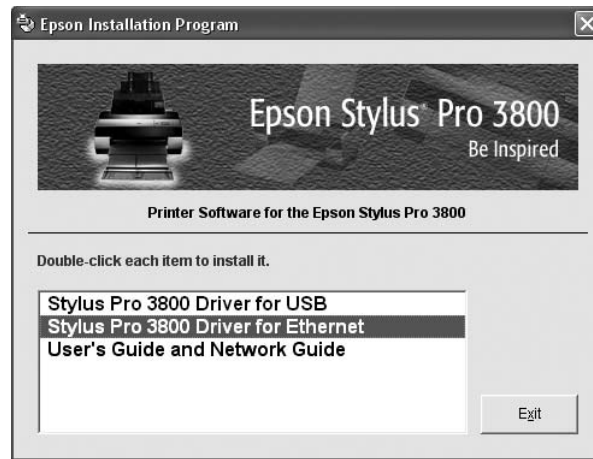 Epson Installation Program
Epson Stylus® Pro 3800
Be Inspired
Printer Software for the Epson Stylus Pro 3800
Double-click each item to install it.
Stylus Pro 3800 Driver for USB
Stylus Pro 3800 Driver for Ethernet
User's Guide and Network Guide
Exit